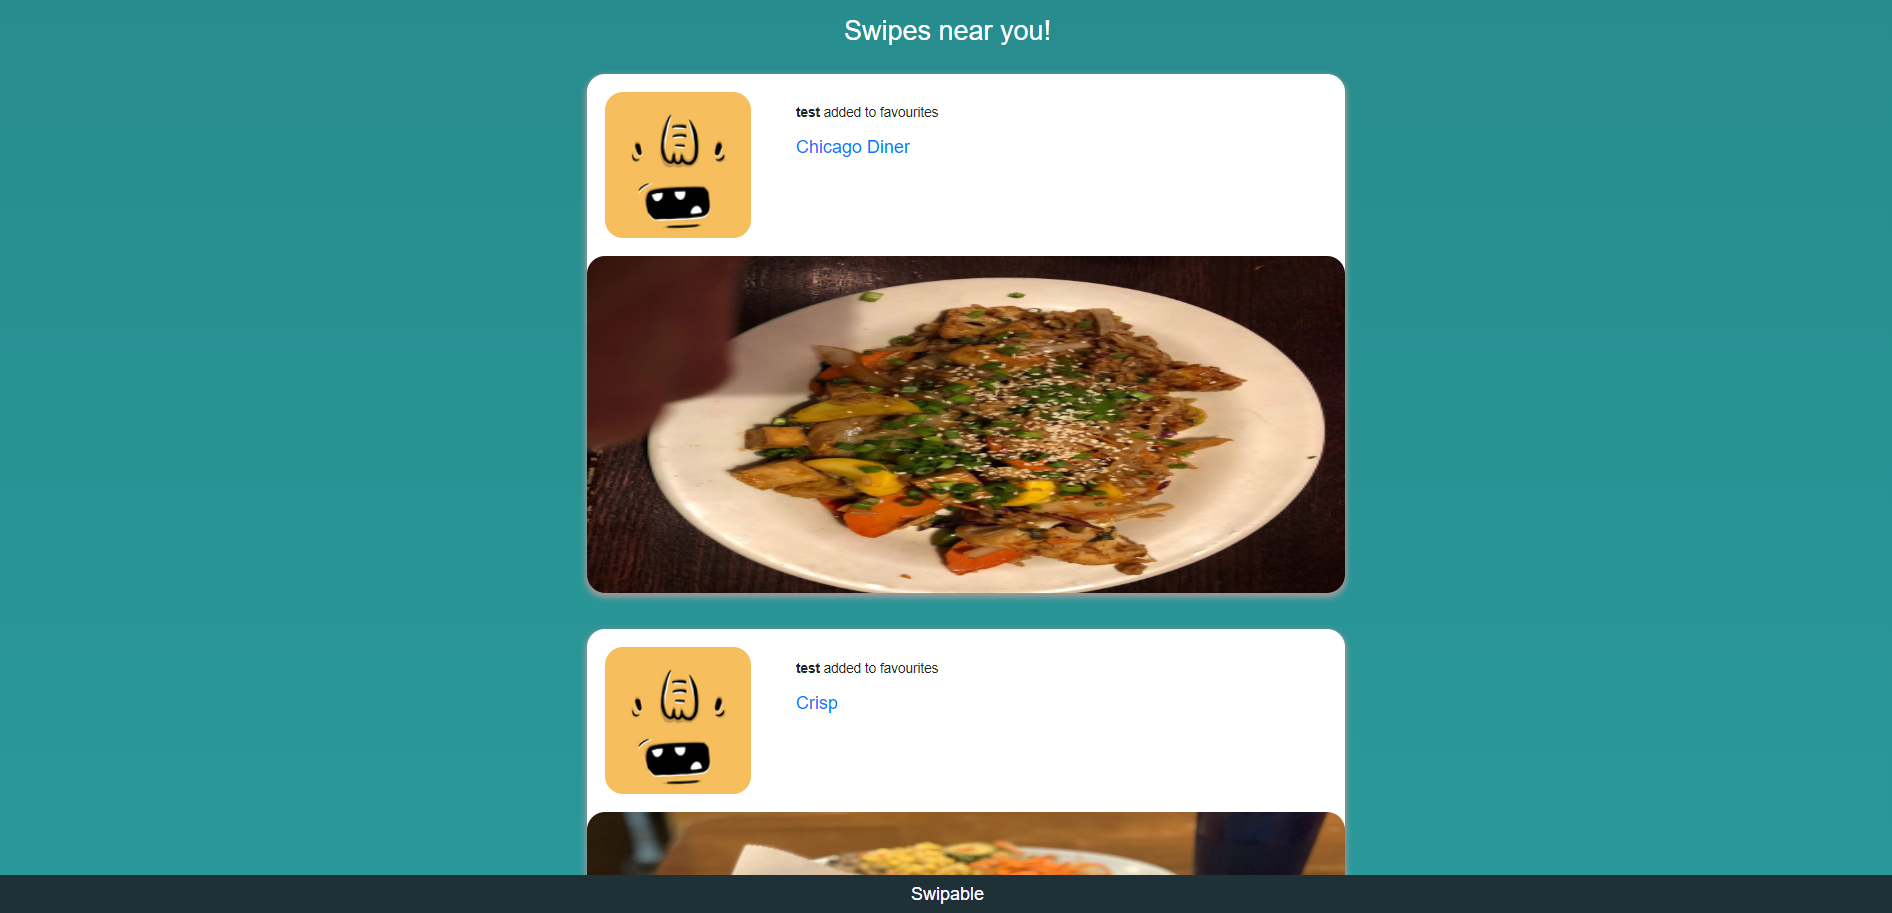 Swipes near you!
test added to favourites
Chicago Diner
test added to favourites
Crisp
Swipable